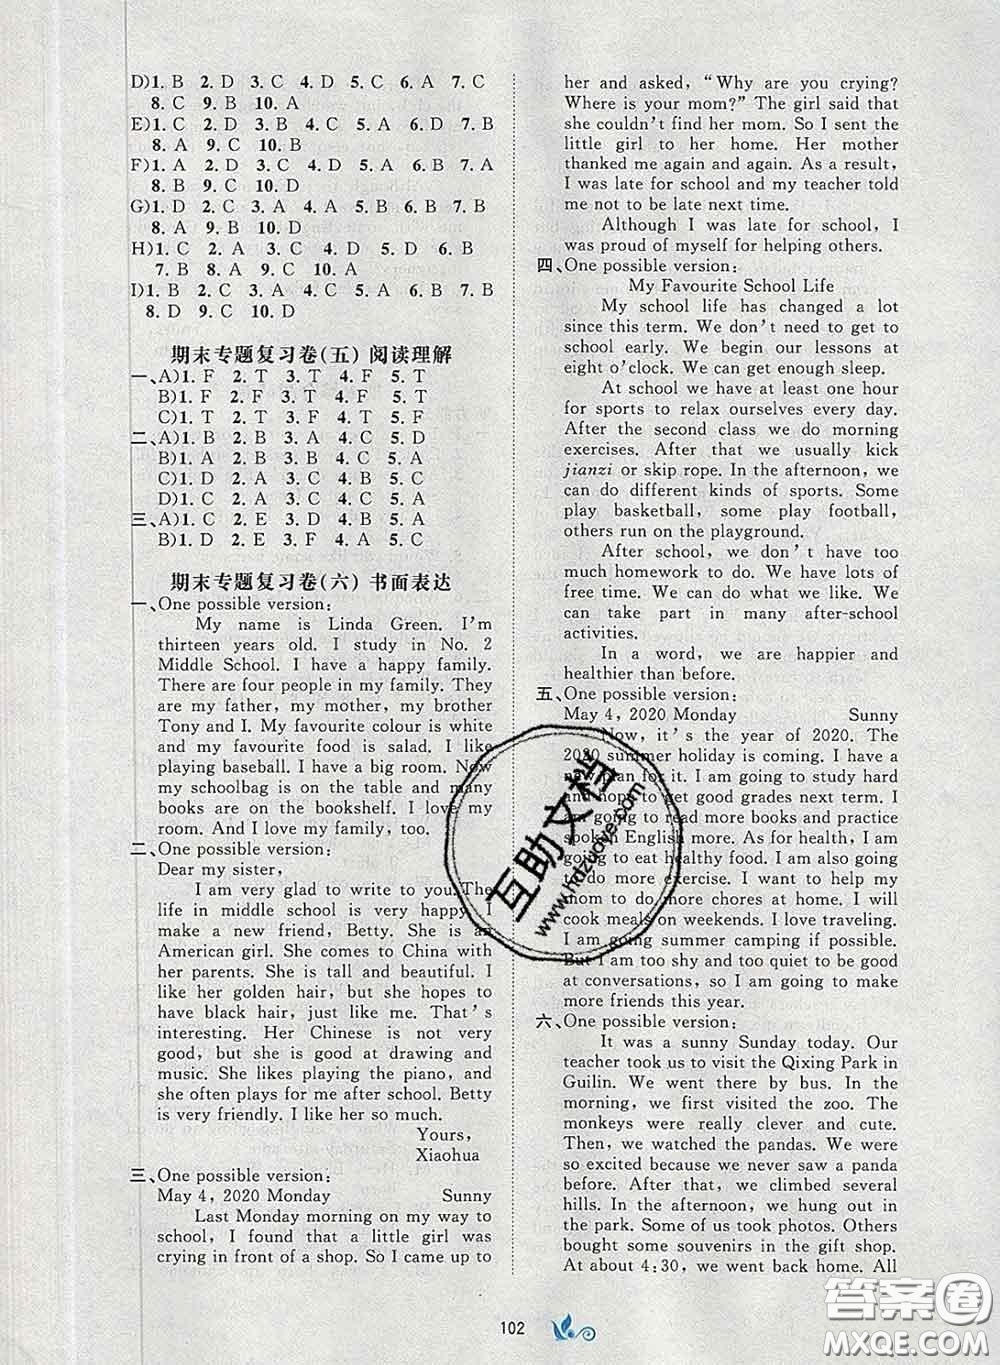 D)1. B 2. D 3. C 4. D 5. C 6. A 7. C
8. C 9. B 10. A
E)1. C 2. D 3. B 4. C 5. A 6. D 7. B
8. A 9. C 10. B
F)1. A 2. D 3. C 4. A 5. C 6. D 7. B
8. B 9. C 10. D
G)1. D 2. C 3. A 4. A 5. B 6. B 7. B
8. A 9. C 10. D
H)1. C 2. A 3. C 4. D 5. D 6. B
7. B 8. A 9. C 10. A
I)1. D 2. C 3. C 4. A 5. A 6. C 7. B
8. D 9. C 10. D
期末专题复习卷(五) 阅读理解
一、A)1. F 2. T 3. T 4. F 5. T
B)1. F 2. F 3. T 4. F 5. T
C)1. T 2. T 3. F 4. T 5. F
二、A)1. B 2. B 3. A 4. C 5. D
B)1. A 2. B 3. A 4. B 5. C
C)1. D 2. A 3. B 4. D 5. C
D)1. C 2. A 3. C 4. B 5. A
三、A)1. C 2. E 3. D 4. B 5. A
B)1. D 2. E 3. F 4. A 5. C
期末专题复习卷(六) 书面表达
一、One possible version:
My name is Linda Green. I'm
thirteen years old. I study in No. 2
Middle School. I have a happy family.
There are four people in my family. They
are my father, my mother, my brother
Tony and I. My favourite colour is white
and my favourite food is salad. I like
playing baseball. I have a big room. Now
my schoolbag is on the table and many
books are on the bookshelf. I love my
room. And I love my family, too.
二、One possible version:
Dear my sister,
I am very glad to write to you. The
life in middle school is very happy. I
make a new friend, Betty. She is an
American girl. She comes to China with
her parents. She is tall and beautiful. I
like her golden hair, but she hopes to
have black hair, just like me. That's
interesting. Her Chinese is not very
good, but she is good at drawing and
music. She likes playing the piano, and
she often plays for me after school. Betty
is very friendly. I like her so much.
Yours,
Xiaohua
三、One possible version:
May 4, 2020 Monday Sunny
Last Monday morning on my way to
school, I found that a little girl was
crying in front of a shop. So I came up to
her and asked, "Why are you crying?
Where is your mom?" The girl said that
she couldn't find her mom. So I sent the
little girl to her home. Her mother
thanked me again and again. As a result,
I was late for school and my teacher told
me not to be late next time.
Although I was late for school, I
was proud of myself for helping others.
四、One possible version:
My Favourite School Life
My school life has changed a lot
since this term. We don't need to get to
school early. We begin our lessons at
eight o'clock. We can get enough sleep.
At school we have at least one hour
for sports to relax ourselves every day.
After the second class we do morning
exercises. After that we usually kick
jianzi or skip rope. In the afternoon, we
can do different kinds of sports. Some
play basketball, some play football,
others run on the playground.
After school, we don't have too
much homework to do. We have lots of
free time. We can do what we like. We
can take part in many after-school
activities.
In a word, we are happier and
healthier than before.
五、One possible version:
May 4, 2020 Monday Sunny
Now, it's the year of 2020. The
2020 summer holiday is coming. I have a
new plan for it. I am going to study hard
and hope to get good grades next term. I
am going to read more books and practice
spoken English more. As for health, I am
going to eat healthy food. I am also going
to do more exercise. I will help my
mom to do more chores at home. I will
cook meals on weekends. I love traveling.
I am going summer camping if possible.
But I am too shy and too quiet to be good
at conversations, so I am going to make
more friends this year.
六、One possible version:
It was a sunny Sunday today. Our
teacher took us to visit the Qixing Park in
Guilin. We went there by bus. In the
morning, we first visited the zoo. The
monkeys were really clever and cute.
Then, we watched the pandas. We were
so excited because we never saw a panda
before. After that, we climbed several
hills. In the afternoon, we hung out in
the park. Some of us took photos. Others
bought some souvenirs in the gift shop.
At about 4:30, we went back home. All
102
互助文档
www.hdzuoye.com
答案圈
MXQE.COM